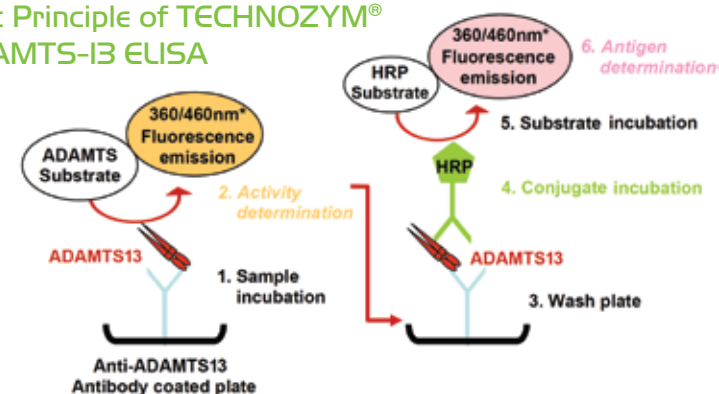 t Principle of TECHNOZYM®
AMTS-13 ELISA
ADAMTS
Substrate
360/460nm*
Fluorescence
emission
2. Activity
determination
ADAMTS13
1. Sample
incubation
Anti-ADAMTS13
Antibody coated plate
HRP
Substrate
360/460nm*
Fluorescence
emission
6. Antigen
determination
5. Substrate incubation
HRP
4. Conjugate incubation
ADAMTS13
3. Wash plate